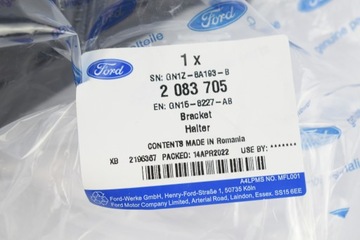 1 x
Ford
SN: GN1Z-8A193-B
2 083 705
EN: GN15-8227-AB
Bracket
Halter
CONTENTS MADE IN Romania
XB 2196367 PACKED: 14APR2022 USE BY: *******
A4LPMS NO. MFL001
Ford
Ford-Werke GmbH, Henry-Ford-Straße 1, 50735 Köln
Ford Motor Company Limited, Arterial Road, Laindon, Essex. SS15 6EE